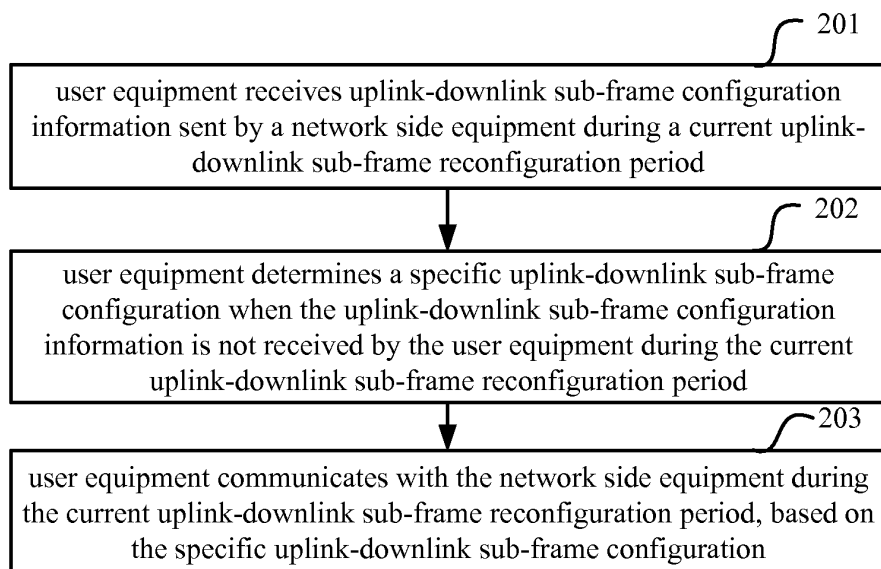 201
user equipment receives uplink-downlink sub-frame configuration
information sent by a network side equipment during a current uplink-
downlink sub-frame reconfiguration period
202
user equipment determines a specific uplink-downlink sub-frame
configuration when the uplink-downlink sub-frame configuration
information is not received by the user equipment during the current
uplink-downlink sub-frame reconfiguration period
203
user equipment communicates with the network side equipment during
the current uplink-downlink sub-frame reconfiguration period, based on
the specific uplink-downlink sub-frame configuration